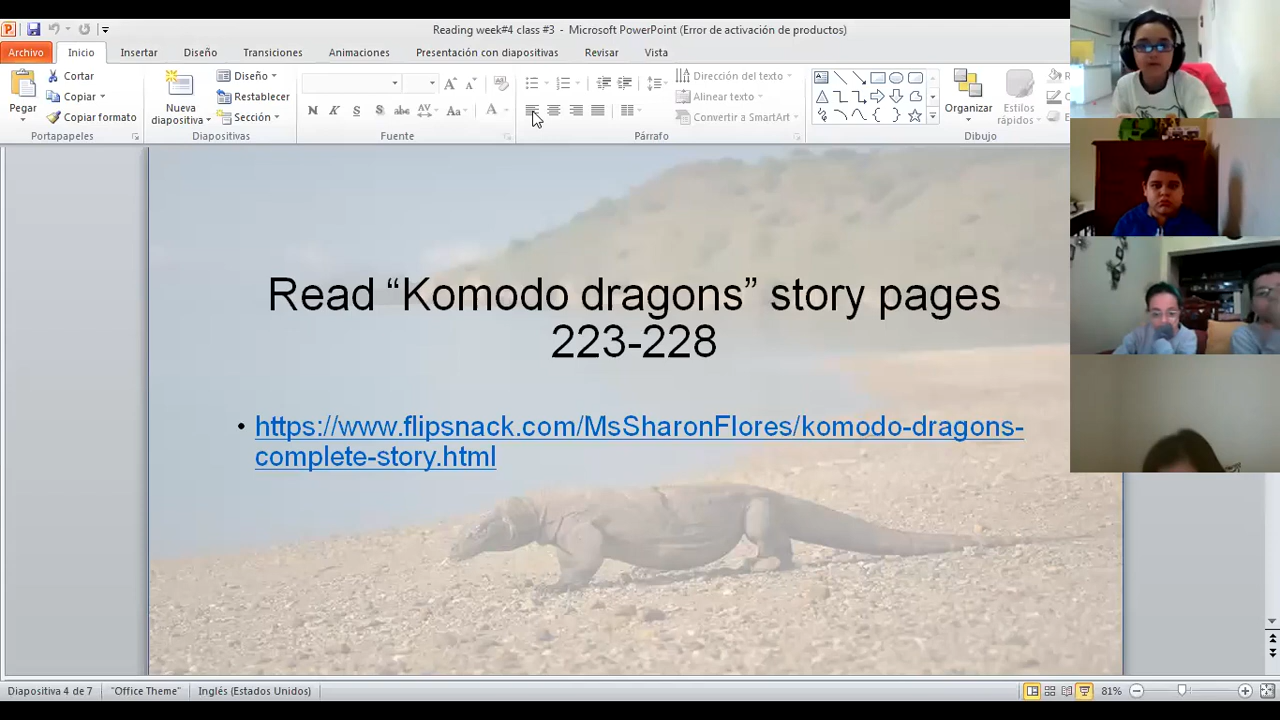 Reading week#4 class #3 - Microsoft PowerPoint (Error de activación de productos)
Archivo Inicio Insertar Diseño Transiciones Animaciones Presentación con diapositivas Revisar Vista
Pegar
Cortar
Copiar
Copiar formato
Portapapeles
Nueva diapositiva
Diseño
Restablecer
Sección
Diapositivas
N K S S abc AV Aa A
Fuente
Dirección del texto
Alinear texto
Convertir a SmartArt
Párrafo
Organizar
Estilos rápidos
Dibujo
Read “Komodo dragons” story pages
223-228
• https://www.flipsnack.com/MsSharonFlores/komodo-dragons-
complete-story.html
Diapositiva 4 de 7 "Office Theme" Inglés (Estados Unidos) 81%